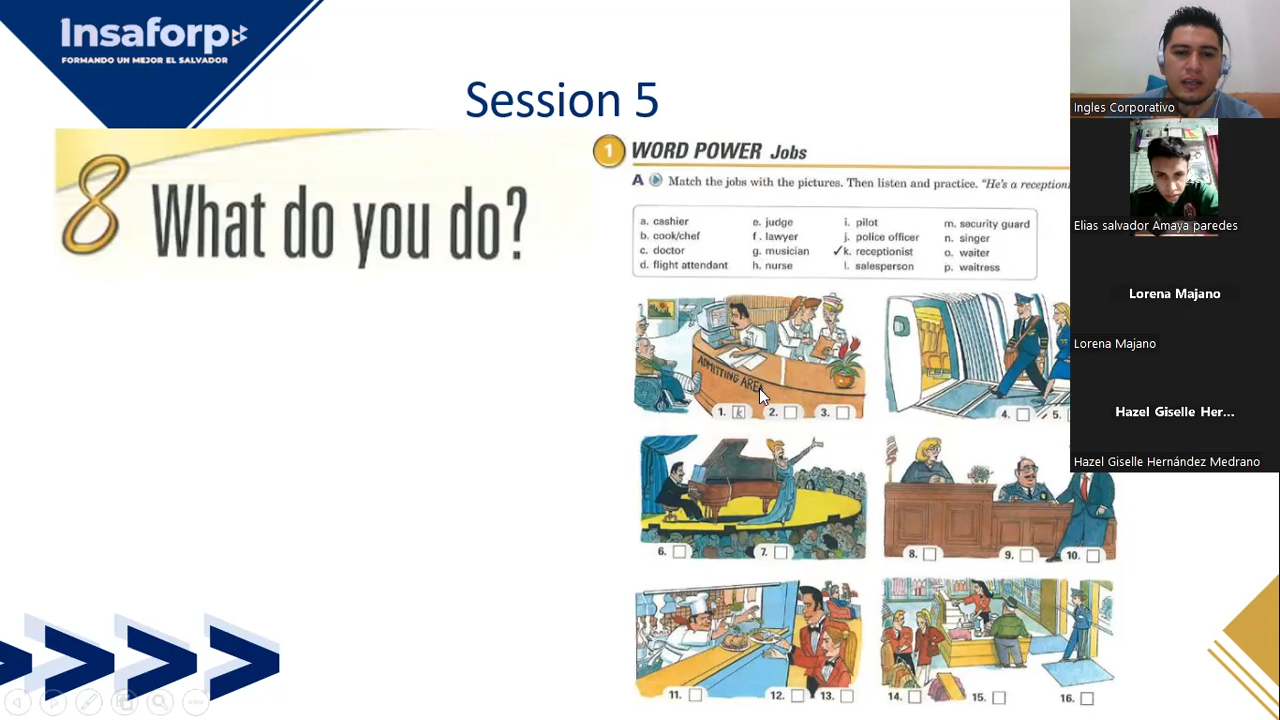 Insaforp
FORMANDO UN MEJOR EL SALVADOR
Session 5
8 What do you do?
1 WORD POWER Jobs
A Match the jobs with the pictures. Then listen and practice. "He's a reception
a. cashier
b. cook/chef
c. doctor
d. flight attendant
e. judge
f. lawyer
g. musician
h. nurse
i. pilot
j. police officer
✓k. receptionist
l. salesperson
m. security guard
n. singer
o. waiter
p. waitress
ADMITTING AREA
1. k 2. 3.
4. 5.
6. 7.
8. 9. 10.
11. 12. 13.
14. 15. 16.
Ingles Corporativo
Elias salvador Amaya paredes
Lorena Majano
Lorena Majano
Hazel Giselle Her...
Hazel Giselle Hernández Medrano